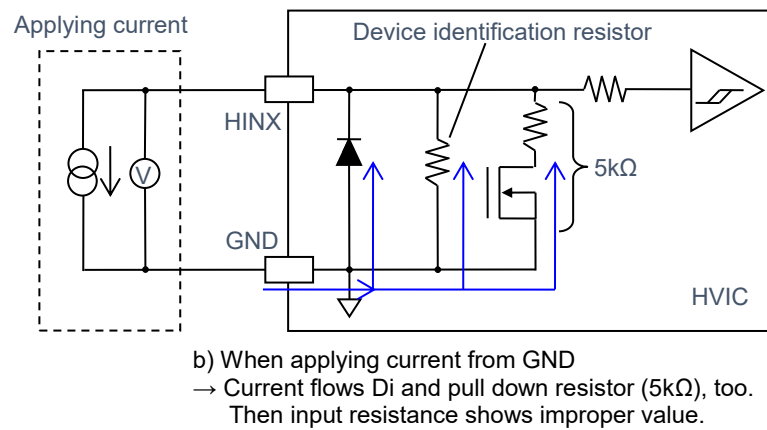 Applying current
Device identification resistor
HINX
V
5kΩ
GND
HVIC
b) When applying current from GND
→ Current flows Di and pull down resistor (5kΩ), too.
Then input resistance shows improper value.